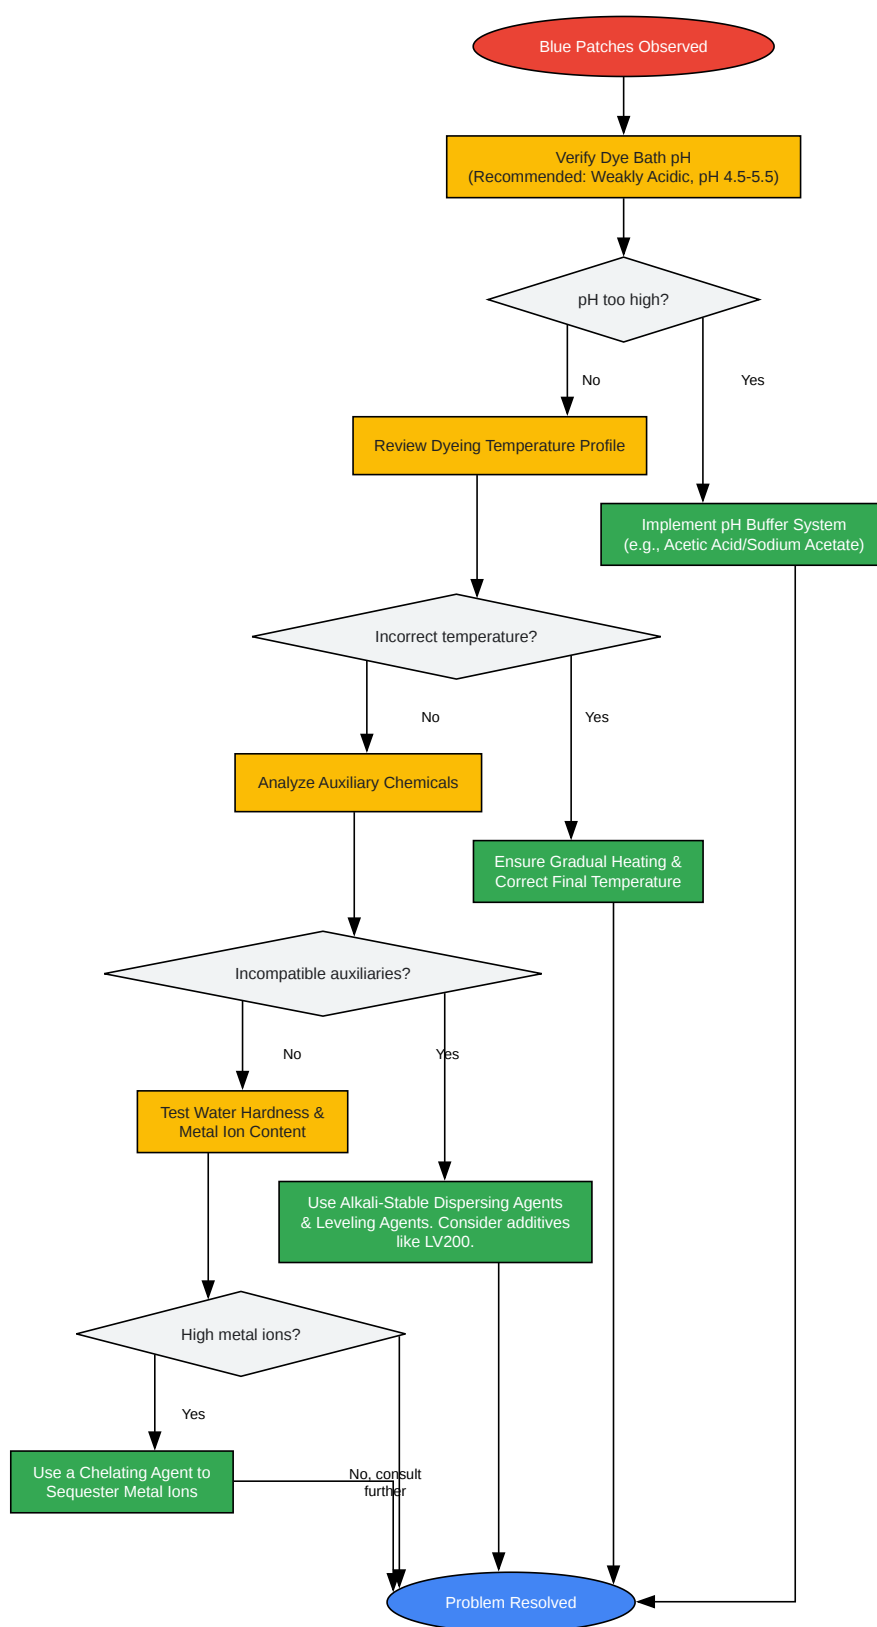 Blue Patches Observed
Verify Dye Bath pH
(Recommended: Weakly Acidic, pH 4.5-5.5)
pH too high?
No
Yes
Review Dyeing Temperature Profile
Implement pH Buffer System
(e.g., Acetic Acid/Sodium Acetate)
Incorrect temperature?
No
Yes
Analyze Auxiliary Chemicals
Ensure Gradual Heating &
Correct Final Temperature
Incompatible auxiliaries?
No
Yes
Test Water Hardness &
Metal Ion Content
Use Alkali-Stable Dispersing Agents
& Leveling Agents. Consider additives
like LV200.
High metal ions?
Yes
No, consult
further
Use a Chelating Agent to
Sequester Metal Ions
Problem Resolved